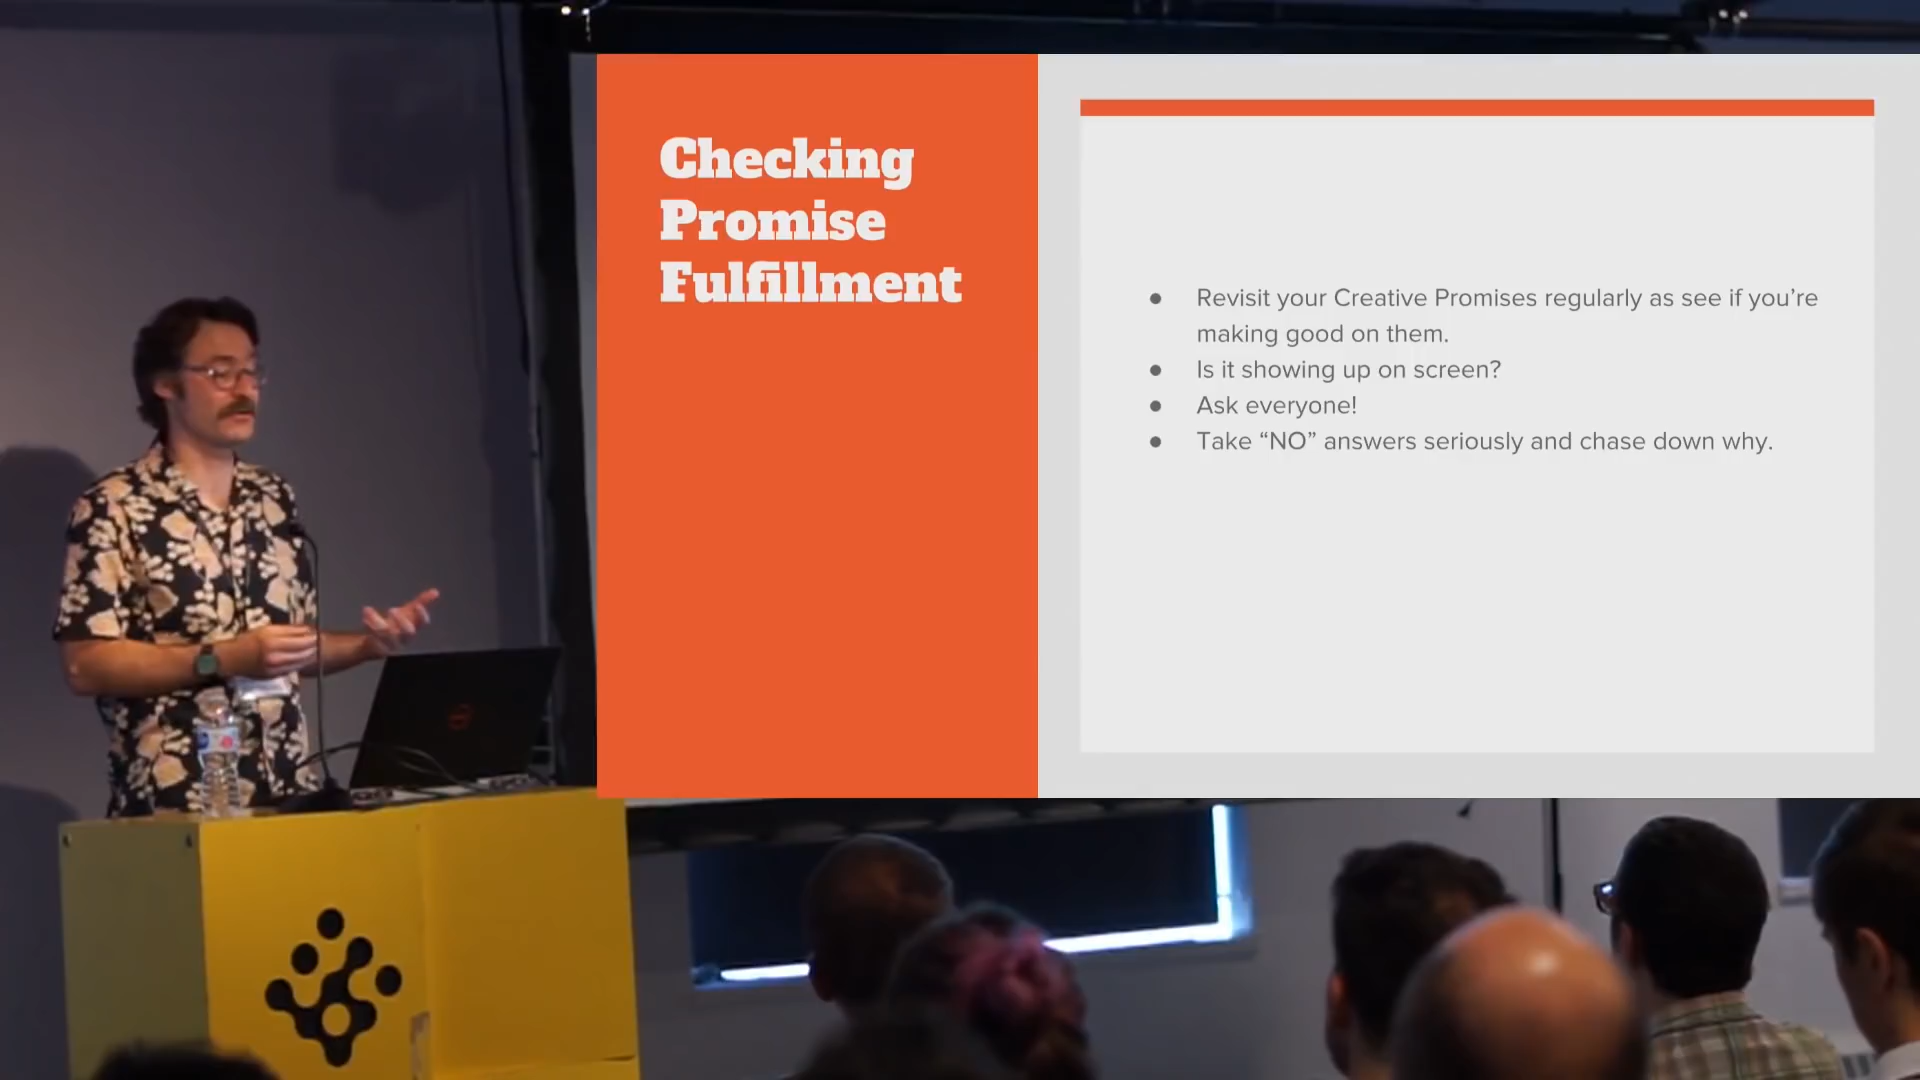 Checking
Promise
Fulfillment
● Revisit your Creative Promises regularly as see if you’re
making good on them.
● Is it showing up on screen?
● Ask everyone!
● Take “NO” answers seriously and chase down why.